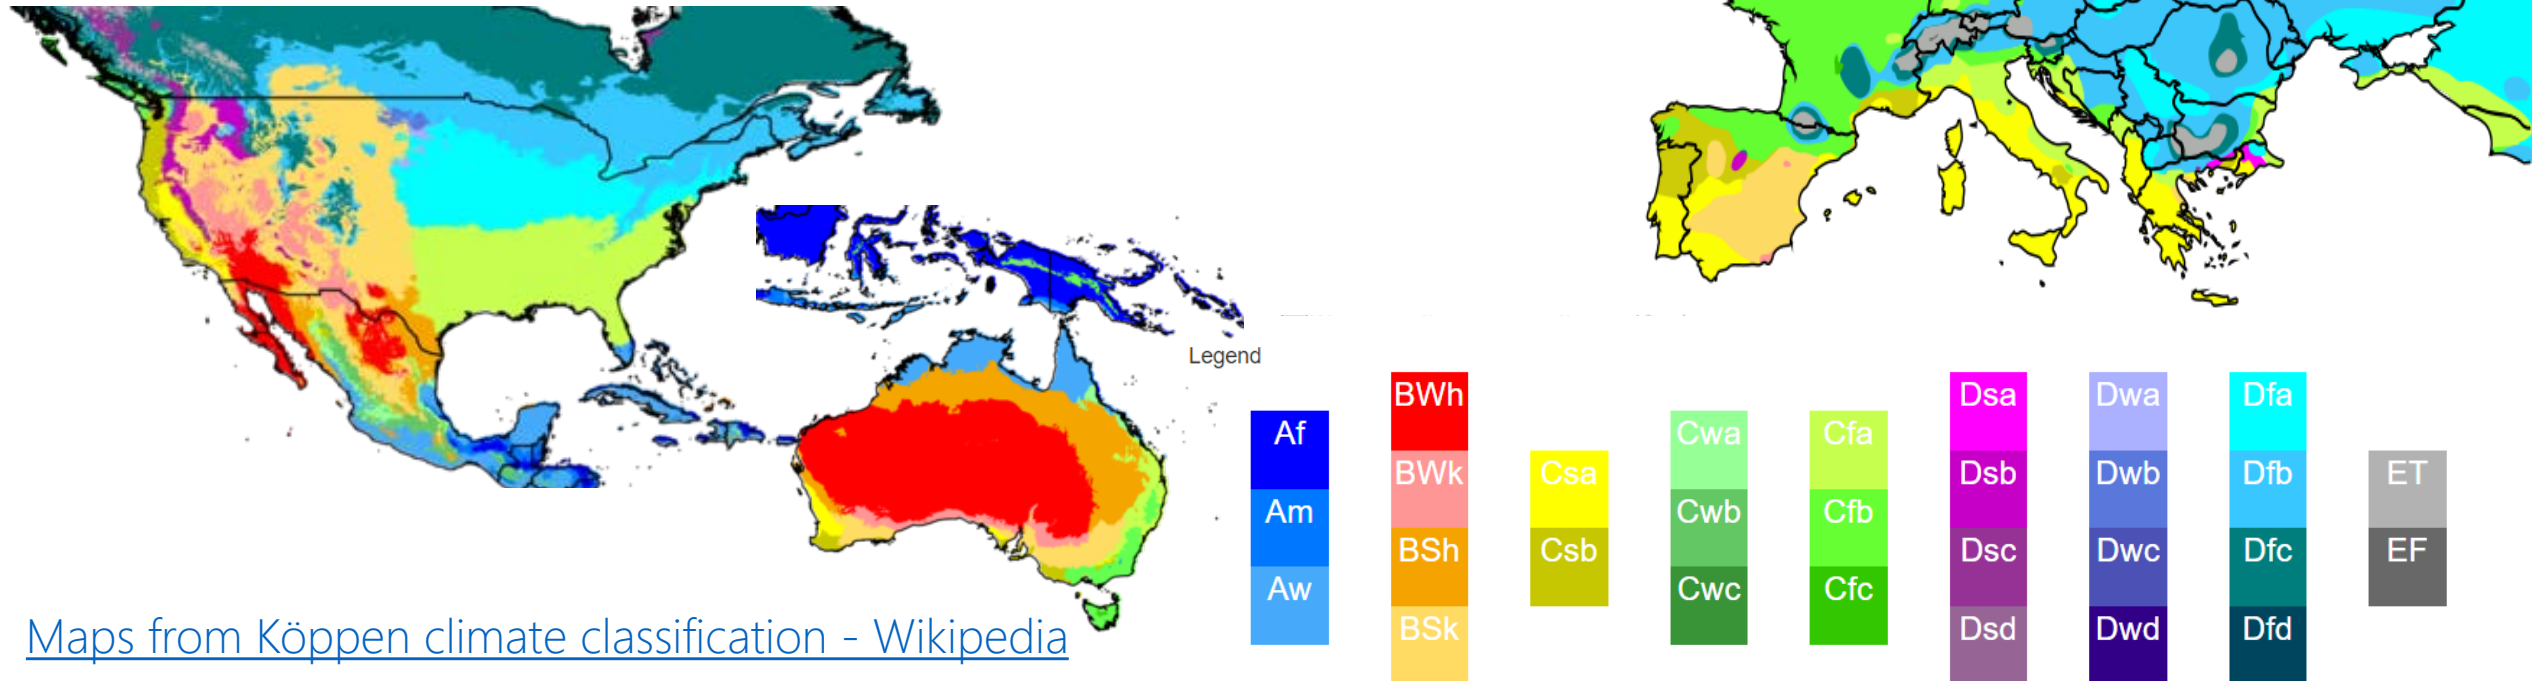 Legend
Af
Am
Aw
BWh
BWk
BSh
BSk
Csa
Csb
Cwa
Cwb
Cwc
Cfa
Cfb
Cfc
Dsa
Dsb
Dsc
Dsd
Dwa
Dwb
Dwc
Dwd
Dfa
Dfb
Dfc
Dfd
ET
EF
Maps from Köppen climate classification - Wikipedia